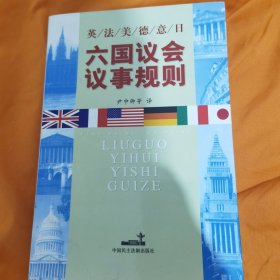 英/法/美/德/意/日
六国议会
议事规则
尹中卿等 译
LIUGUO
YIHUI
YISHI
GUIZE
中国民主法制出版社